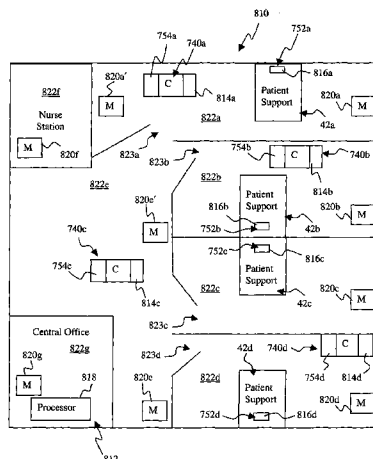 810
754a 740a 752a
822f 820a' C 816a
Nurse Station M 814a 822a Patient Support 820a
M 820f 42a M
823a 823b 754b C 740b
822e 822b 814b
Patient Support
740c 820e' 816b 820b
M 752b 42b M
754c C 752c 816c
Patient Support
814c 822c 42c 820c
M
Central Office 823c
822g 823d 42d 740d C
820g 818 820e 822d Patient Support 754d 814d
M 820d
Processor M 752d 816d M
812